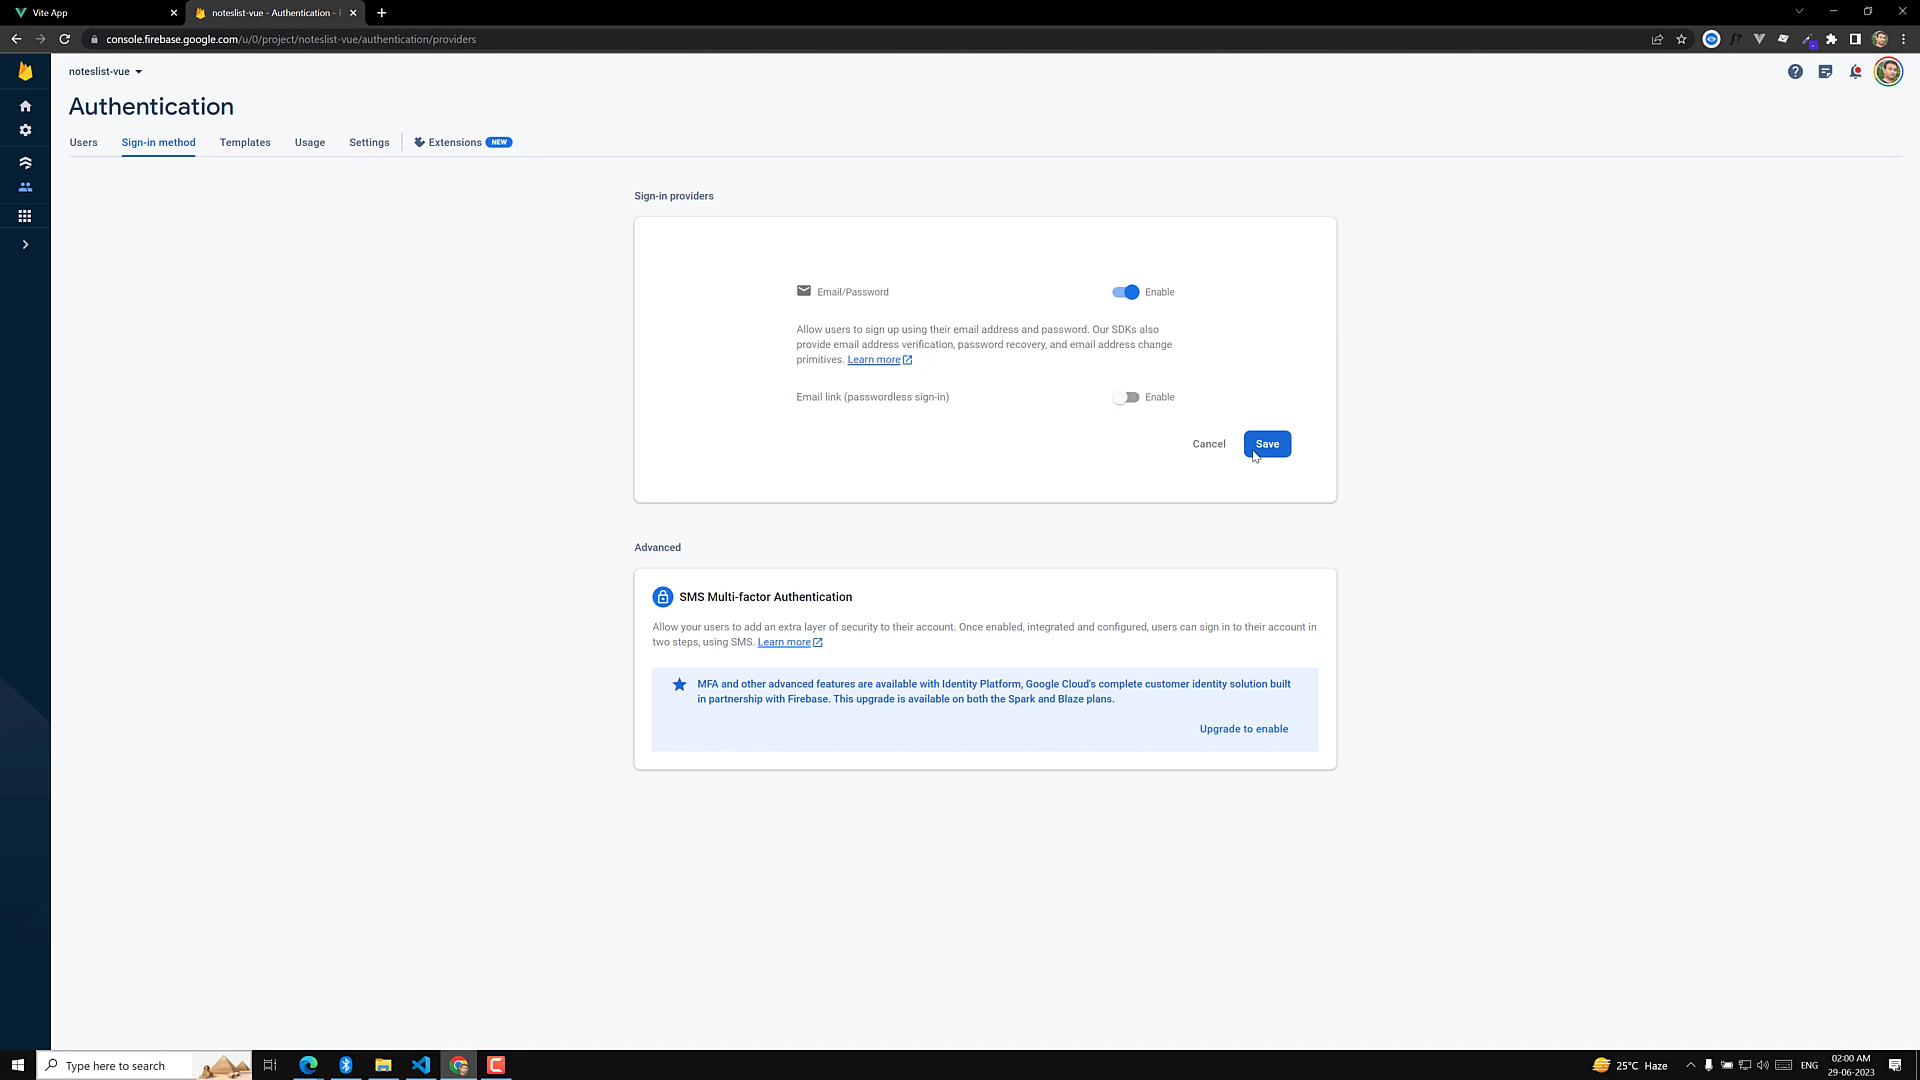 Vite App
noteslist-vue - Authentication -
console.firebase.google.com/u/0/project/noteslist-vue/authentication/providers
noteslist-vue
Authentication
Users
Sign-in method
Templates
Usage
Settings
Extensions
NEW
Sign-in providers
Email/Password
Enable
Allow users to sign up using their email address and password. Our SDKs also
provide email address verification, password recovery, and email address change
primitives. Learn more
Email link (passwordless sign-in)
Enable
Cancel
Save
Advanced
SMS Multi-factor Authentication
Allow your users to add an extra layer of security to their account. Once enabled, integrated and configured, users can sign in to their account in
two steps, using SMS. Learn more
MFA and other advanced features are available with Identity Platform, Google Cloud's complete customer identity solution built
in partnership with Firebase. This upgrade is available on both the Spark and Blaze plans.
Upgrade to enable
Type here to search
25°C Haze
ENG
02:00 AM
29-06-2023